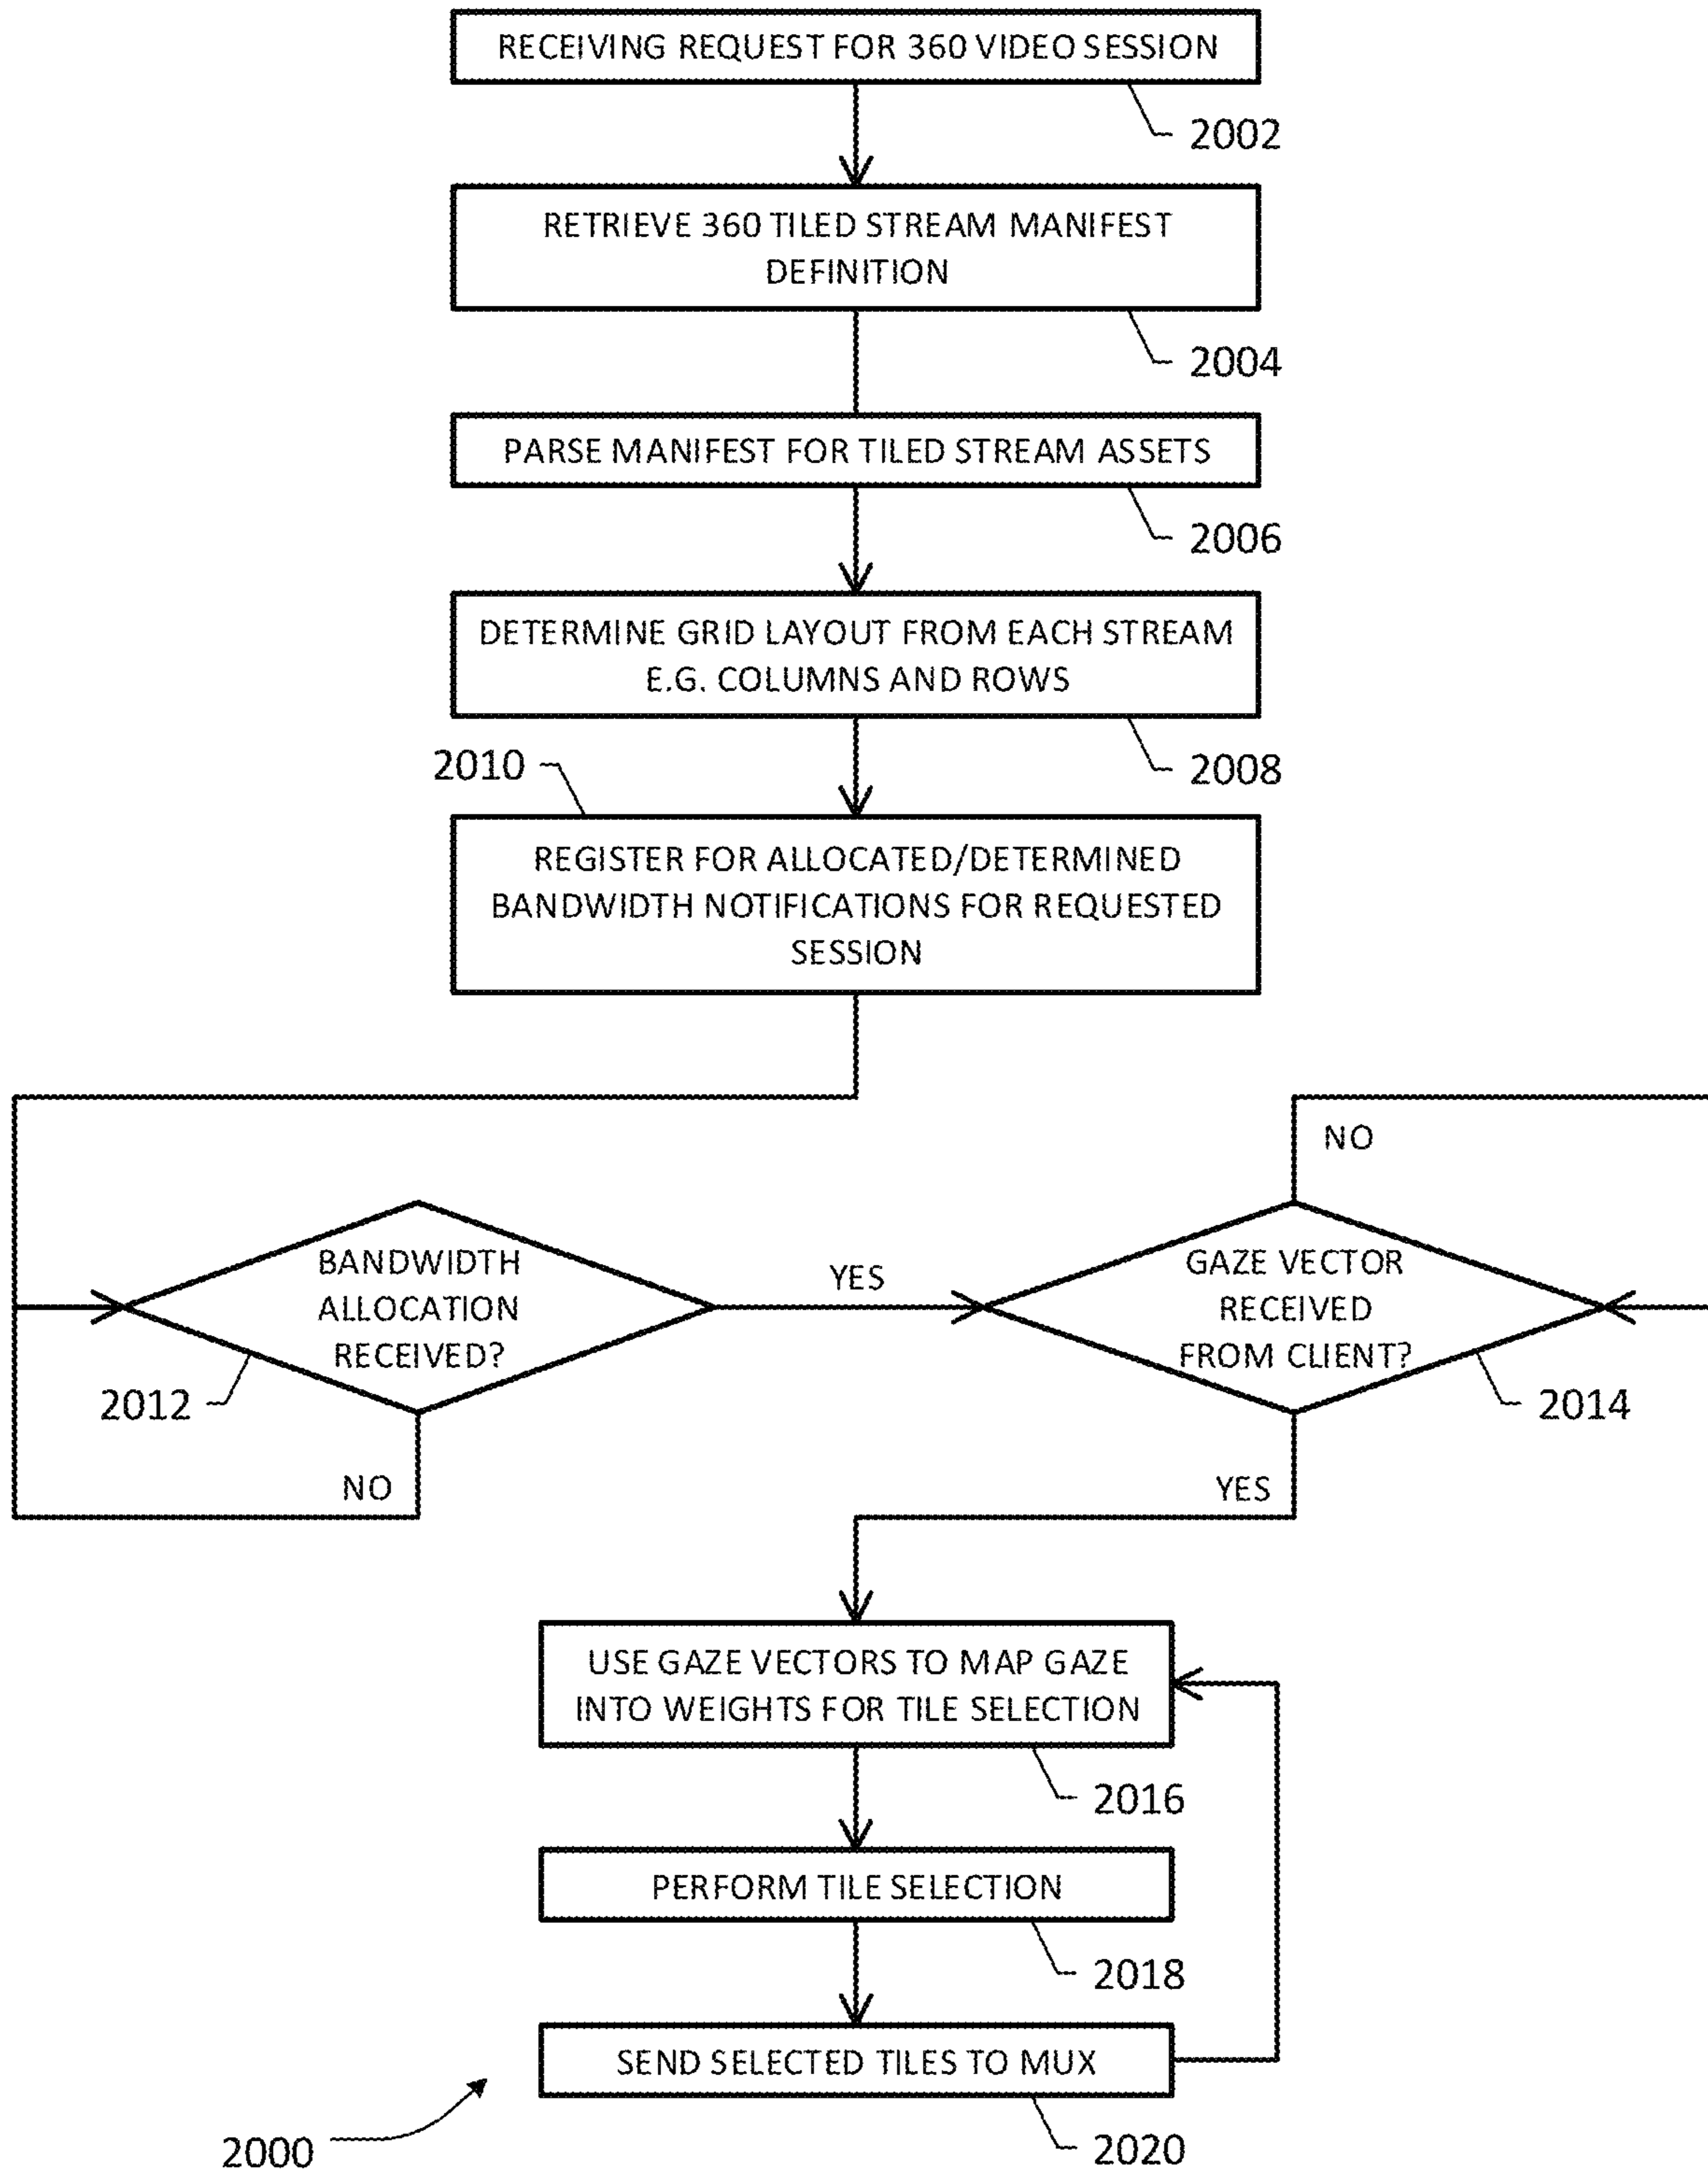 RECEIVING REQUEST FOR 360 VIDEO SESSION
2002
RETRIEVE 360 TILED STREAM MANIFEST
DEFINITION
2004
PARSE MANIFEST FOR TILED STREAM ASSETS
2006
DETERMINE GRID LAYOUT FROM EACH STREAM
E.G. COLUMNS AND ROWS
2008
2010
REGISTER FOR ALLOCATED/DETERMINED
BANDWIDTH NOTIFICATIONS FOR REQUESTED
SESSION
BANDWIDTH
ALLOCATION
RECEIVED?
2012
NO
YES
GAZE VECTOR
RECEIVED
FROM CLIENT?
2014
NO
YES
USE GAZE VECTORS TO MAP GAZE
INTO WEIGHTS FOR TILE SELECTION
2016
PERFORM TILE SELECTION
2018
SEND SELECTED TILES TO MUX
2020
2000